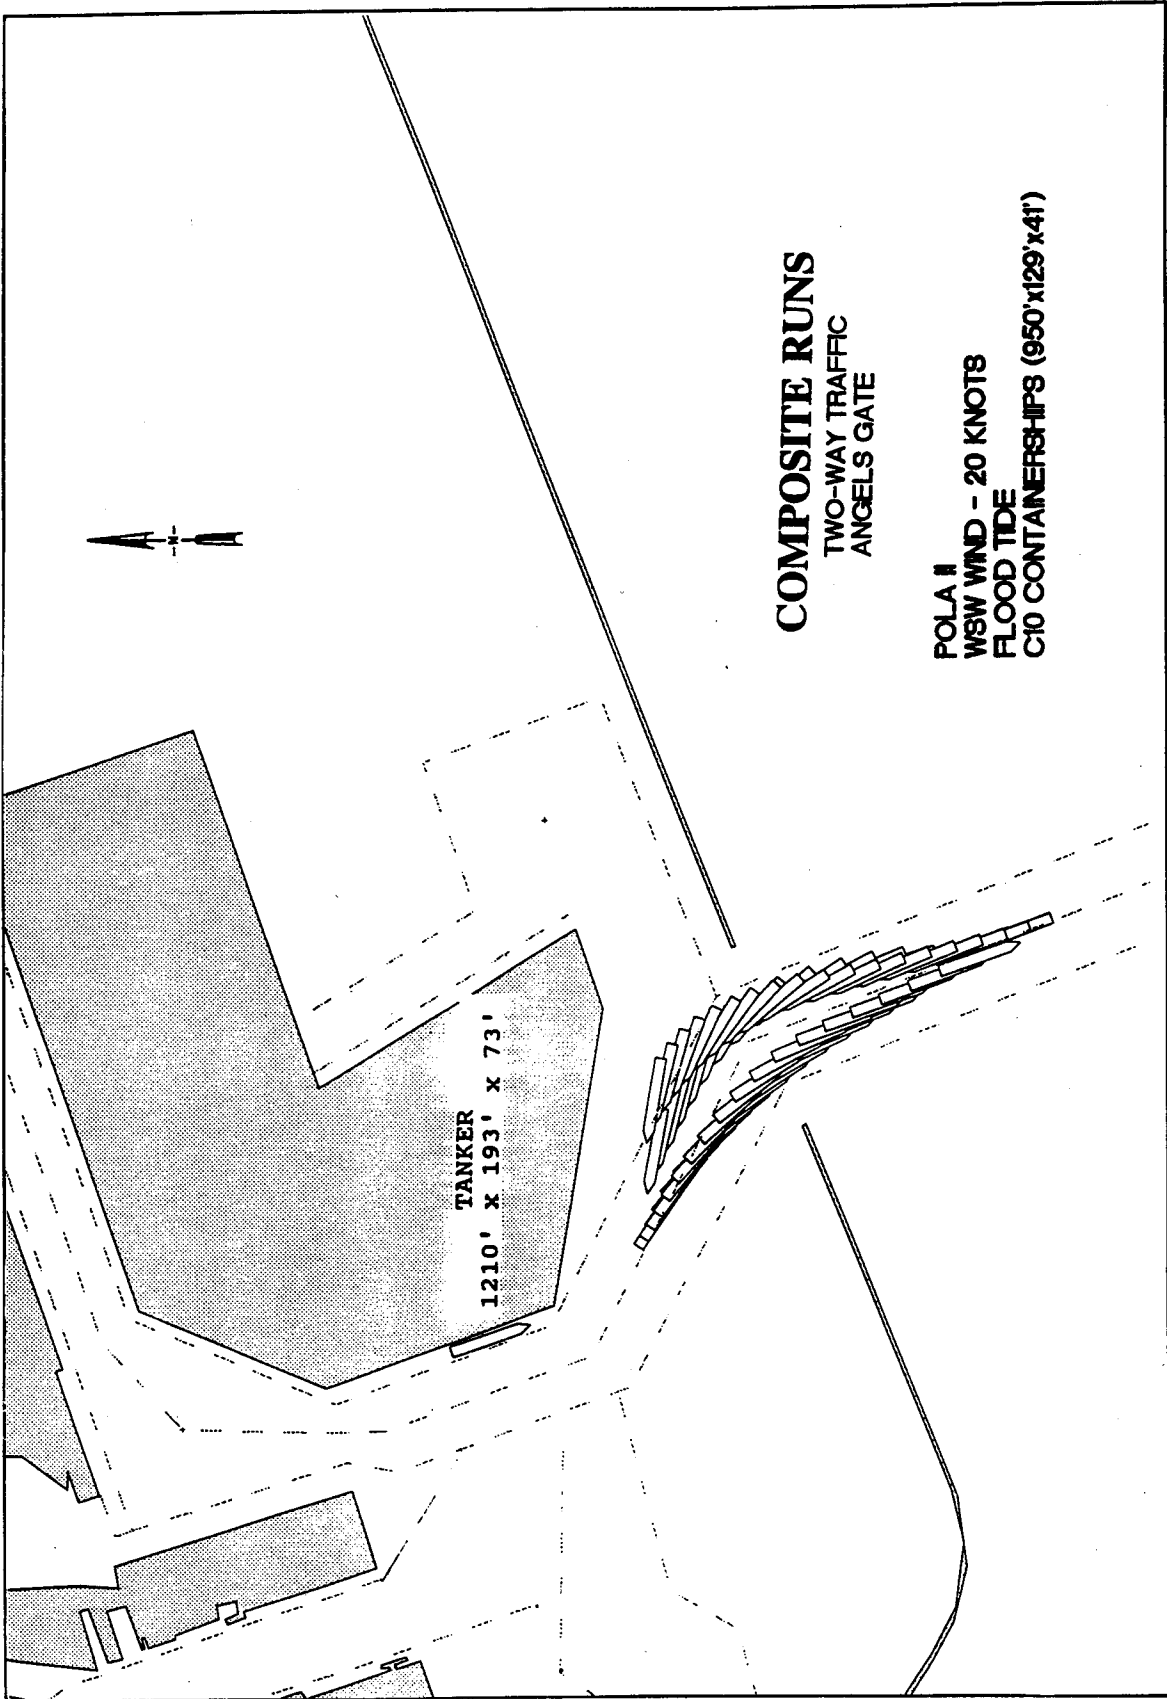 COMPOSITE RUNS
TWO-WAY TRAFFIC
ANGELS GATE
POLA II
WSW WIND - 20 KNOTS
FLOOD TIDE
C10 CONTAINERSHIPS (950'x129'x41')
TANKER
1210' x 193' x 73'
N